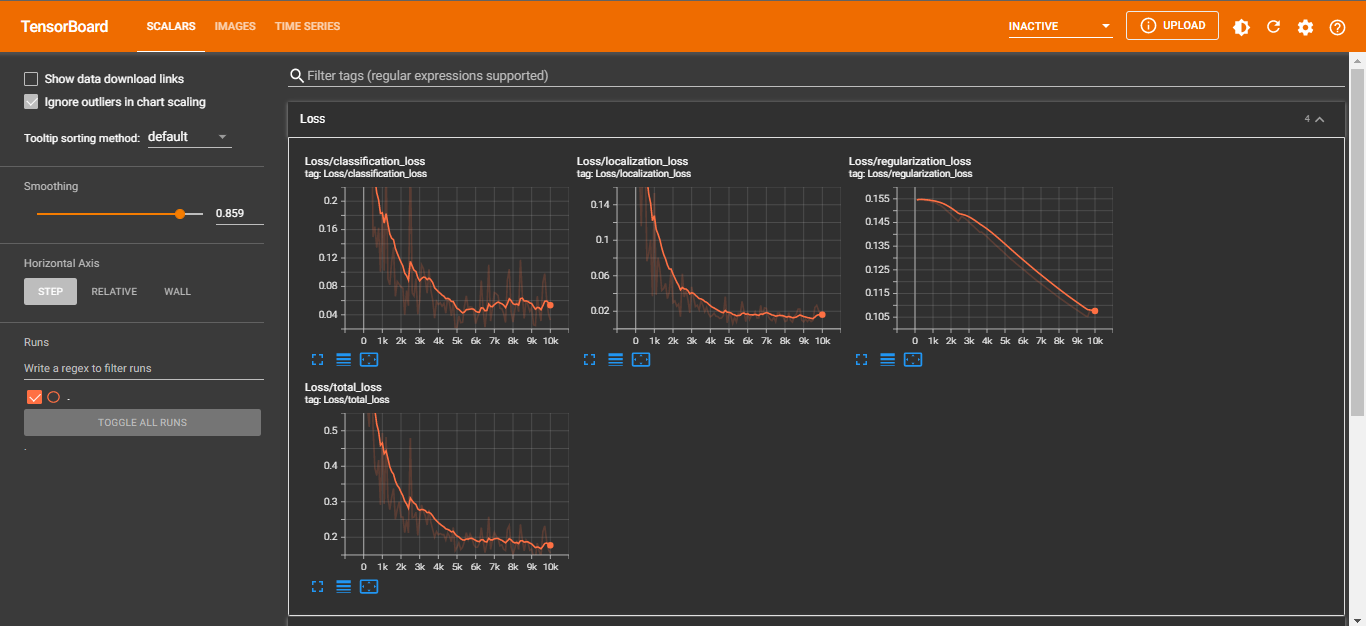 TensorBoard SCALARS IMAGES TIME SERIES INACTIVE UPLOAD
Show data download links
Ignore outliers in chart scaling
Tooltip sorting method: default
Smoothing
0.859
Horizontal Axis
STEP RELATIVE WALL
Runs
Write a regex to filter runs
.
TOGGLE ALL RUNS
.
Filter tags (regular expressions supported)
Loss 4
Loss/classification_loss
tag: Loss/classification_loss
0.2
0.16
0.12
0.08
0.04
0 1k 2k 3k 4k 5k 6k 7k 8k 9k 10k
Loss/localization_loss
tag: Loss/localization_loss
0.14
0.1
0.06
0.02
0 1k 2k 3k 4k 5k 6k 7k 8k 9k 10k
Loss/regularization_loss
tag: Loss/regularization_loss
0.155
0.145
0.135
0.125
0.115
0.105
0 1k 2k 3k 4k 5k 6k 7k 8k 9k 10k
Loss/total_loss
tag: Loss/total_loss
0.5
0.4
0.3
0.2
0 1k 2k 3k 4k 5k 6k 7k 8k 9k 10k